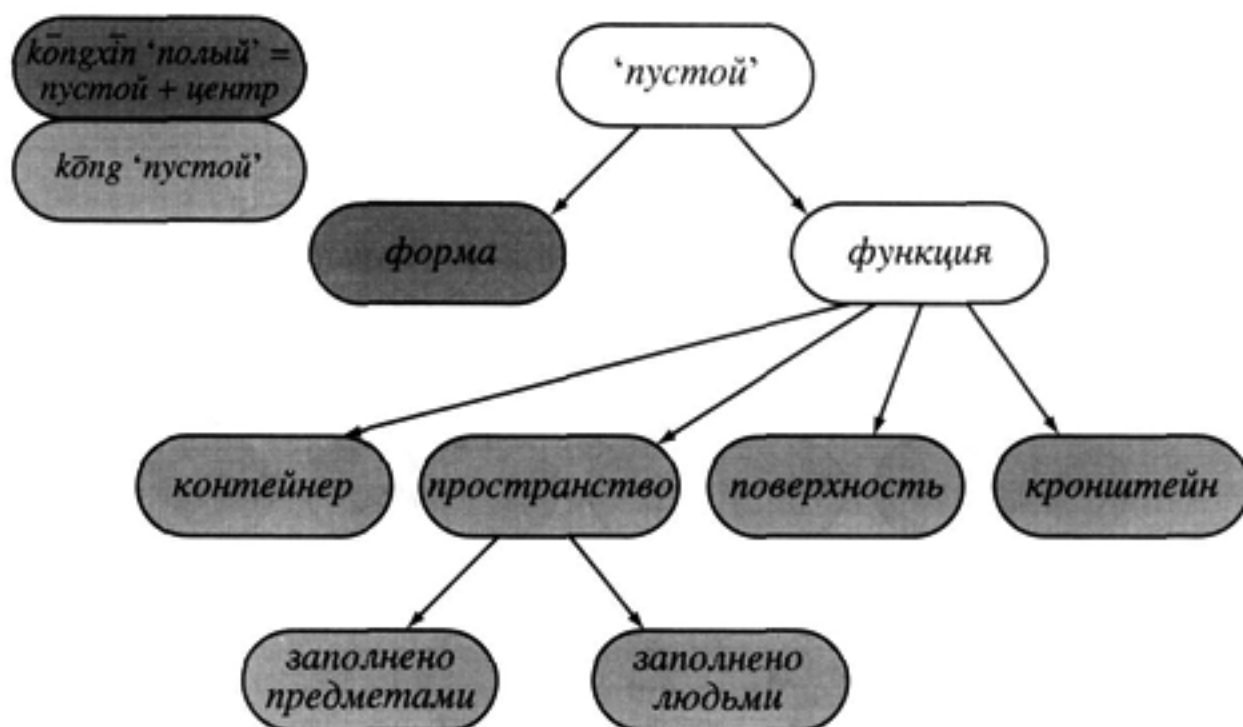 kōngxīn ‘полый’ =
пустой + центр
kōng ‘пустой’
‘пустой’
форма
функция
контейнер
пространство
поверхность
кронштейн
заполнено
предметами
заполнено
людьми